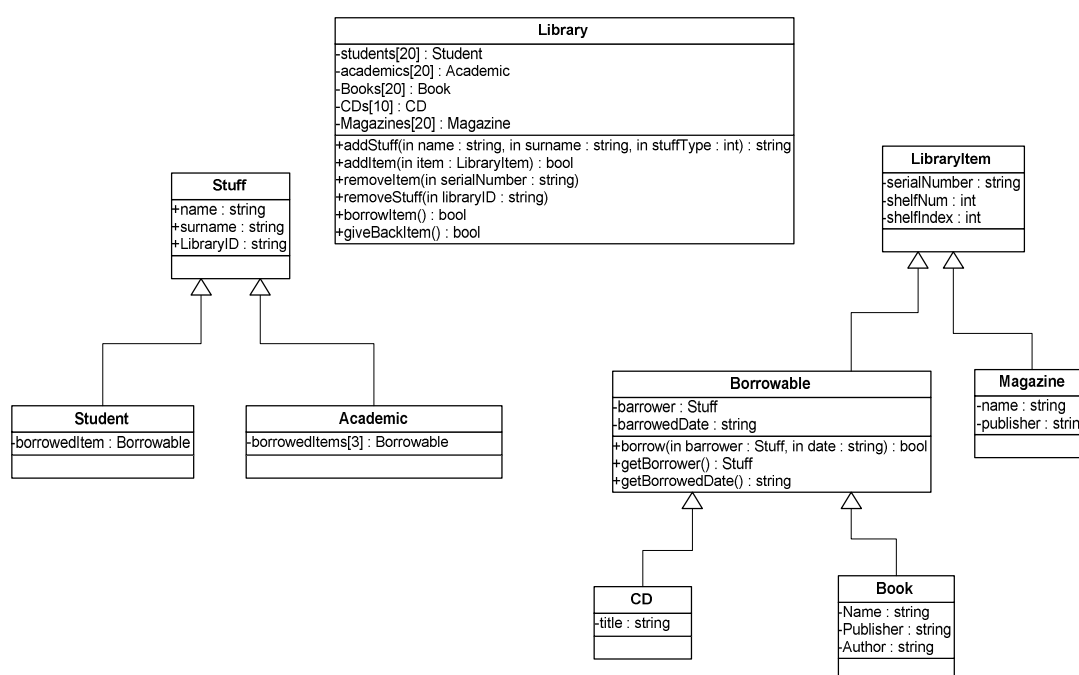 Library
-students[20] : Student
-academics[20] : Academic
-Books[20] : Book
-CDs[10] : CD
-Magazines[20] : Magazine
+addStuff(in name : string, in surname : string, in stuffType : int) : string
+addItem(in item : LibraryItem) : bool
+removeItem(in serialNumber : string)
+removeStuff(in libraryID : string)
+borrowItem() : bool
+giveBackItem() : bool
Stuff
+name : string
+surname : string
+LibraryID : string
LibraryItem
-serialNumber : string
-shelfNum : int
-shelfIndex : int
Student
-borrowedItem : Borrowable
Academic
-borrowedItems[3] : Borrowable
Borrowable
-barrower : Stuff
-barrowedDate : string
+borrow(in barrower : Stuff, in date : string) : bool
+getBorrower() : Stuff
+getBorrowedDate() : string
Magazine
-name : string
-publisher : strin
CD
-title : string
Book
-Name : string
-Publisher : string
-Author : string